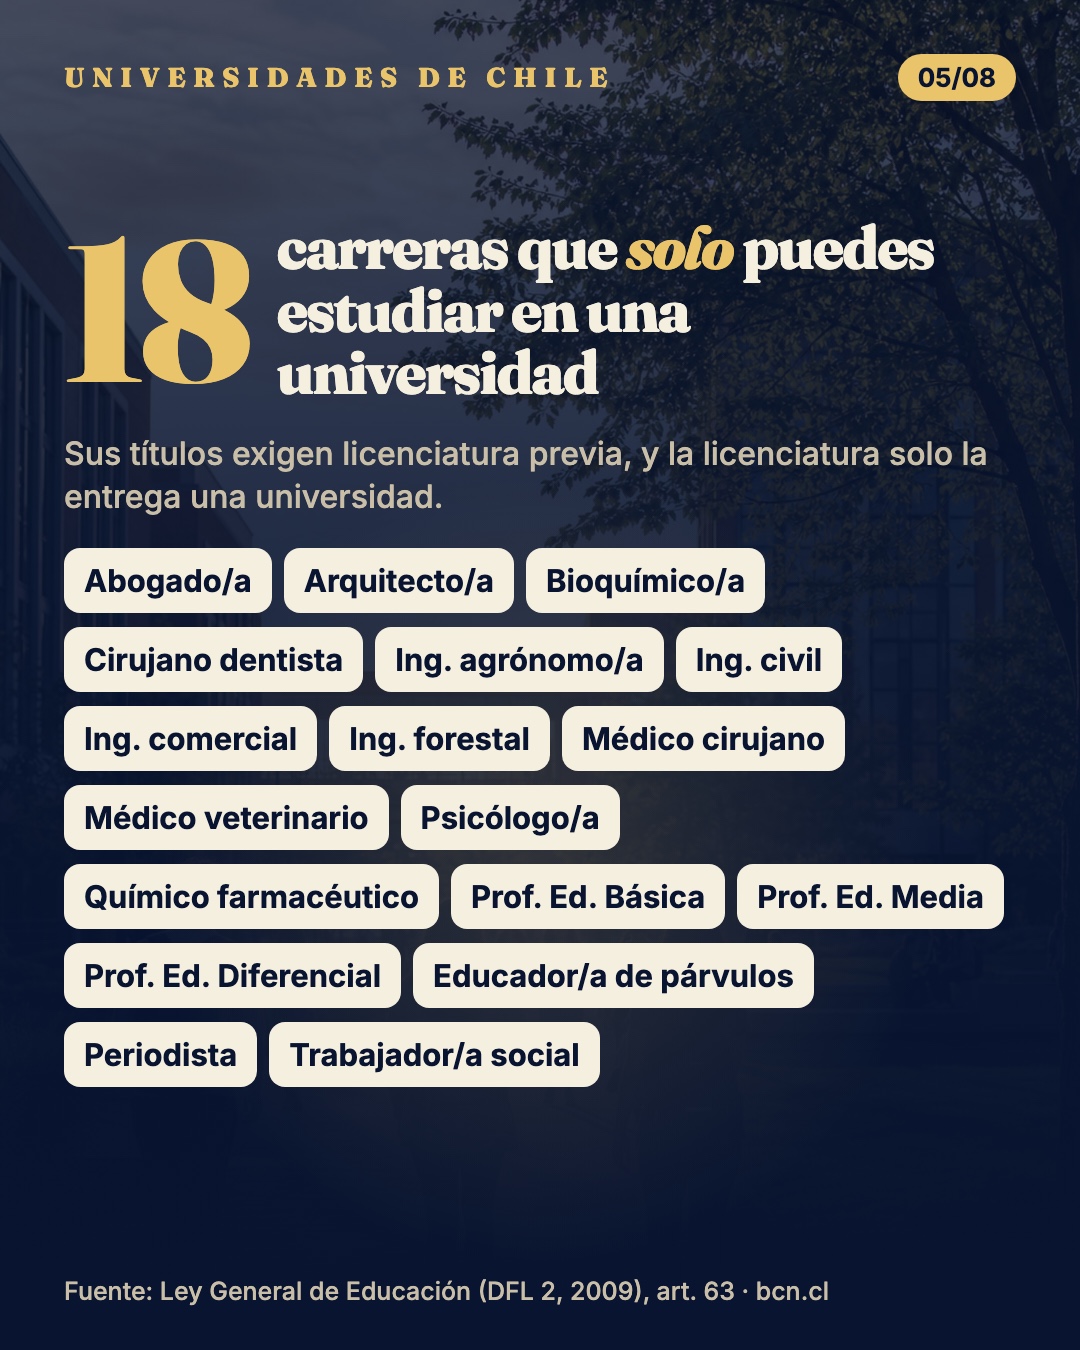 UNIVERSIDADES DE CHILE
05/08
18
carreras que solo puedes
estudiar en una
universidad
Sus títulos exigen licenciatura previa, y la licenciatura solo la
entrega una universidad.
Abogado/a Arquitecto/a Bioquímico/a
Cirujano dentista Ing. agrónomo/a Ing. civil
Ing. comercial Ing. forestal Médico cirujano
Médico veterinario Psicólogo/a
Químico farmacéutico Prof. Ed. Básica Prof. Ed. Media
Prof. Ed. Diferencial Educador/a de párvulos
Periodista Trabajador/a social
Fuente: Ley General de Educación (DFL 2, 2009), art. 63 · bcn.cl